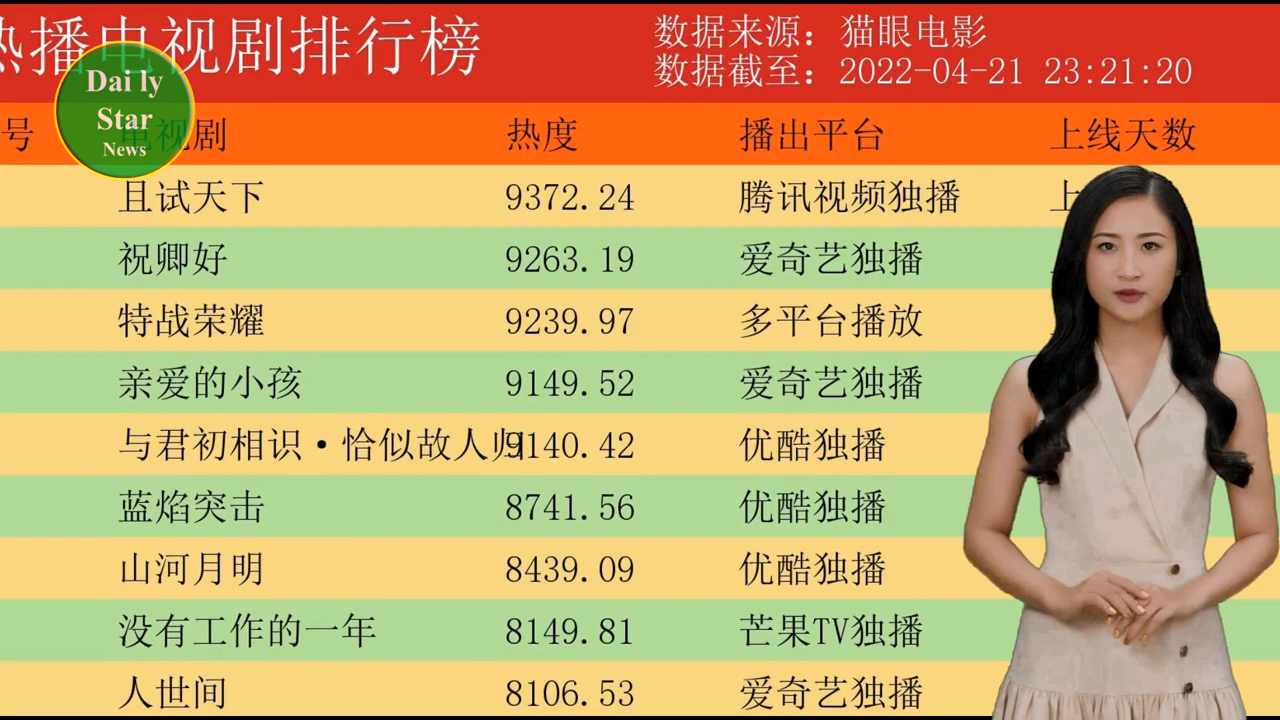 热播电视剧排行榜
数据来源：猫眼电影
数据截至：2022-04-21 23:21:20
Dai ly
Star
News
号 电视剧 热度 播出平台 上线天数
且试天下 9372.24 腾讯视频独播 上
祝卿好 9263.19 爱奇艺独播
特战荣耀 9239.97 多平台播放
亲爱的小孩 9149.52 爱奇艺独播
与君初相识·恰似故人归 9140.42 优酷独播
蓝焰突击 8741.56 优酷独播
山河月明 8439.09 优酷独播
没有工作的一年 8149.81 芒果TV独播
人世间 8106.53 爱奇艺独播